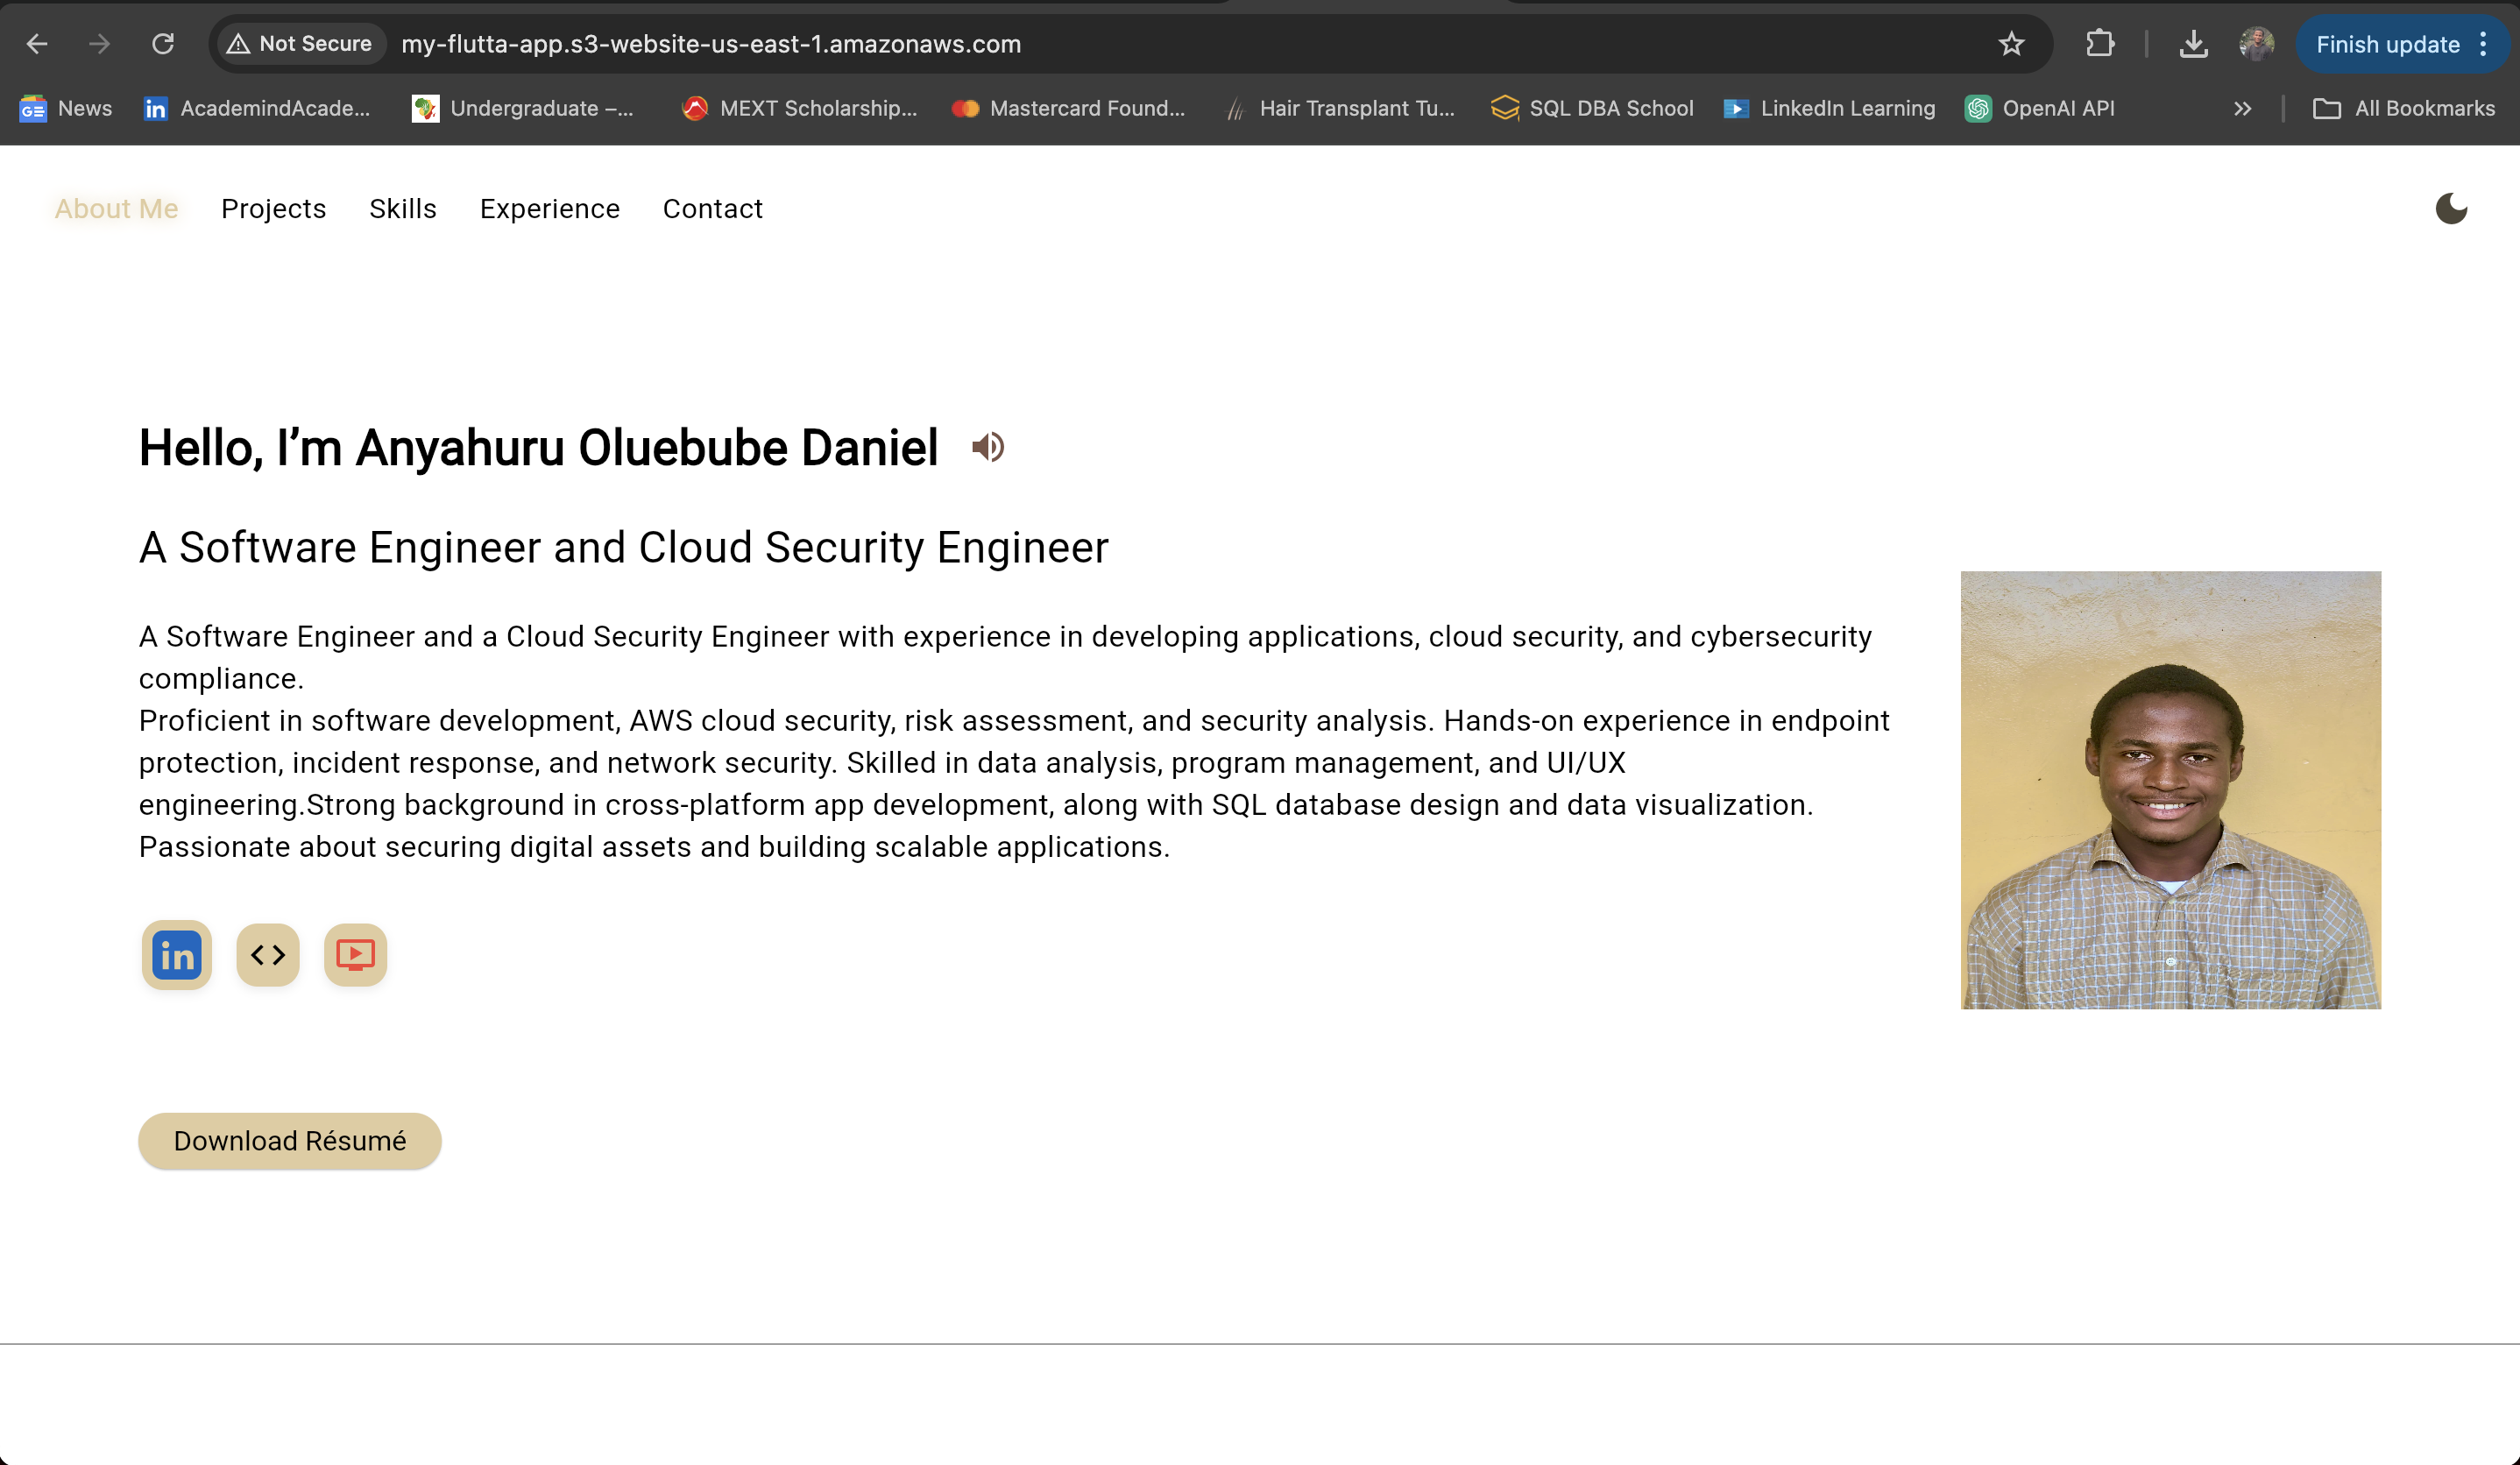 Not Secure my-flutta-app.s3-website-us-east-1.amazonaws.com Finish update
News AcademindAcade... Undergraduate –... MEXT Scholarship... Mastercard Found... Hair Transplant Tu... SQL DBA School LinkedIn Learning OpenAI API » All Bookmarks
About Me Projects Skills Experience Contact
Hello, I’m Anyahuru Oluebube Daniel
A Software Engineer and Cloud Security Engineer
A Software Engineer and a Cloud Security Engineer with experience in developing applications, cloud security, and cybersecurity
compliance.
Proficient in software development, AWS cloud security, risk assessment, and security analysis. Hands-on experience in endpoint
protection, incident response, and network security. Skilled in data analysis, program management, and UI/UX
engineering.Strong background in cross-platform app development, along with SQL database design and data visualization.
Passionate about securing digital assets and building scalable applications.
in
Download Résumé